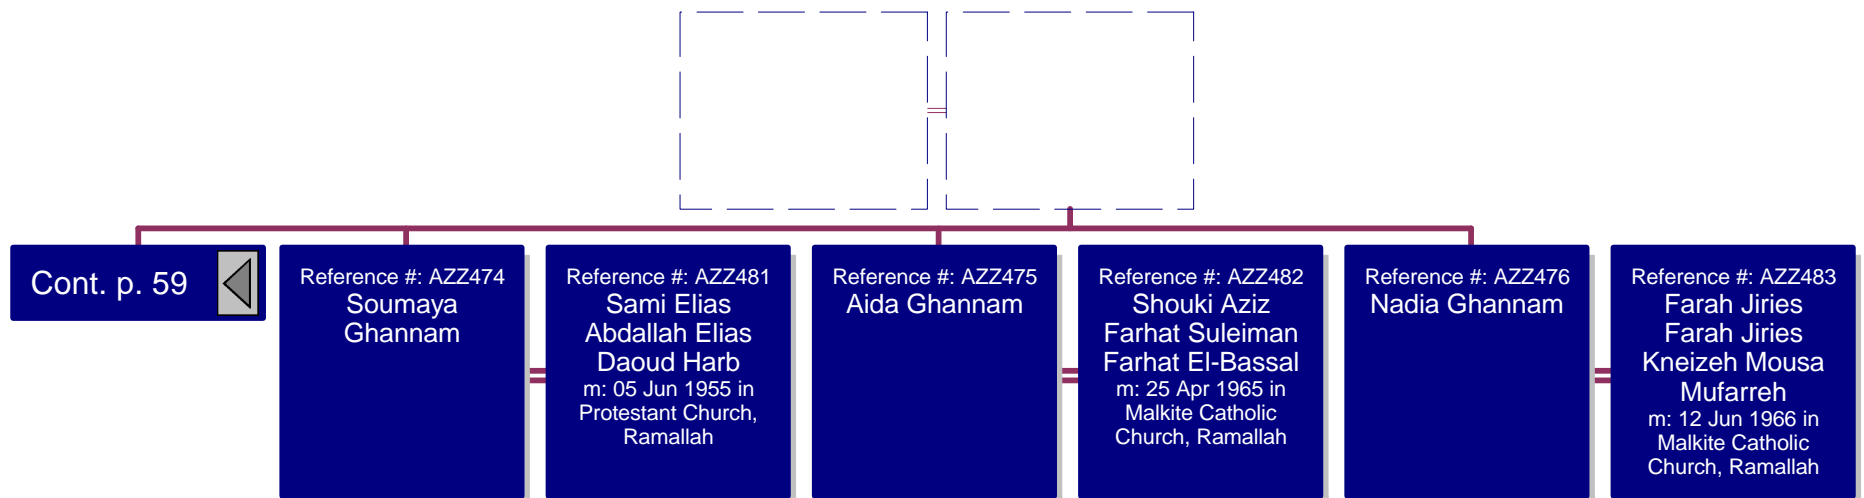 Cont. p. 59
Reference #: AZZ474
Soumaya
Ghannam
Reference #: AZZ481
Sami Elias
Abdallah Elias
Daoud Harb
m: 05 Jun 1955 in
Protestant Church,
Ramallah
Reference #: AZZ475
Aida Ghannam
Reference #: AZZ482
Shouki Aziz
Farhat Suleiman
Farhat El-Bassal
m: 25 Apr 1965 in
Malkite Catholic
Church, Ramallah
Reference #: AZZ476
Nadia Ghannam
Reference #: AZZ483
Farah Jiries
Farah Jiries
Kneizeh Mousa
Mufarreh
m: 12 Jun 1966 in
Malkite Catholic
Church, Ramallah